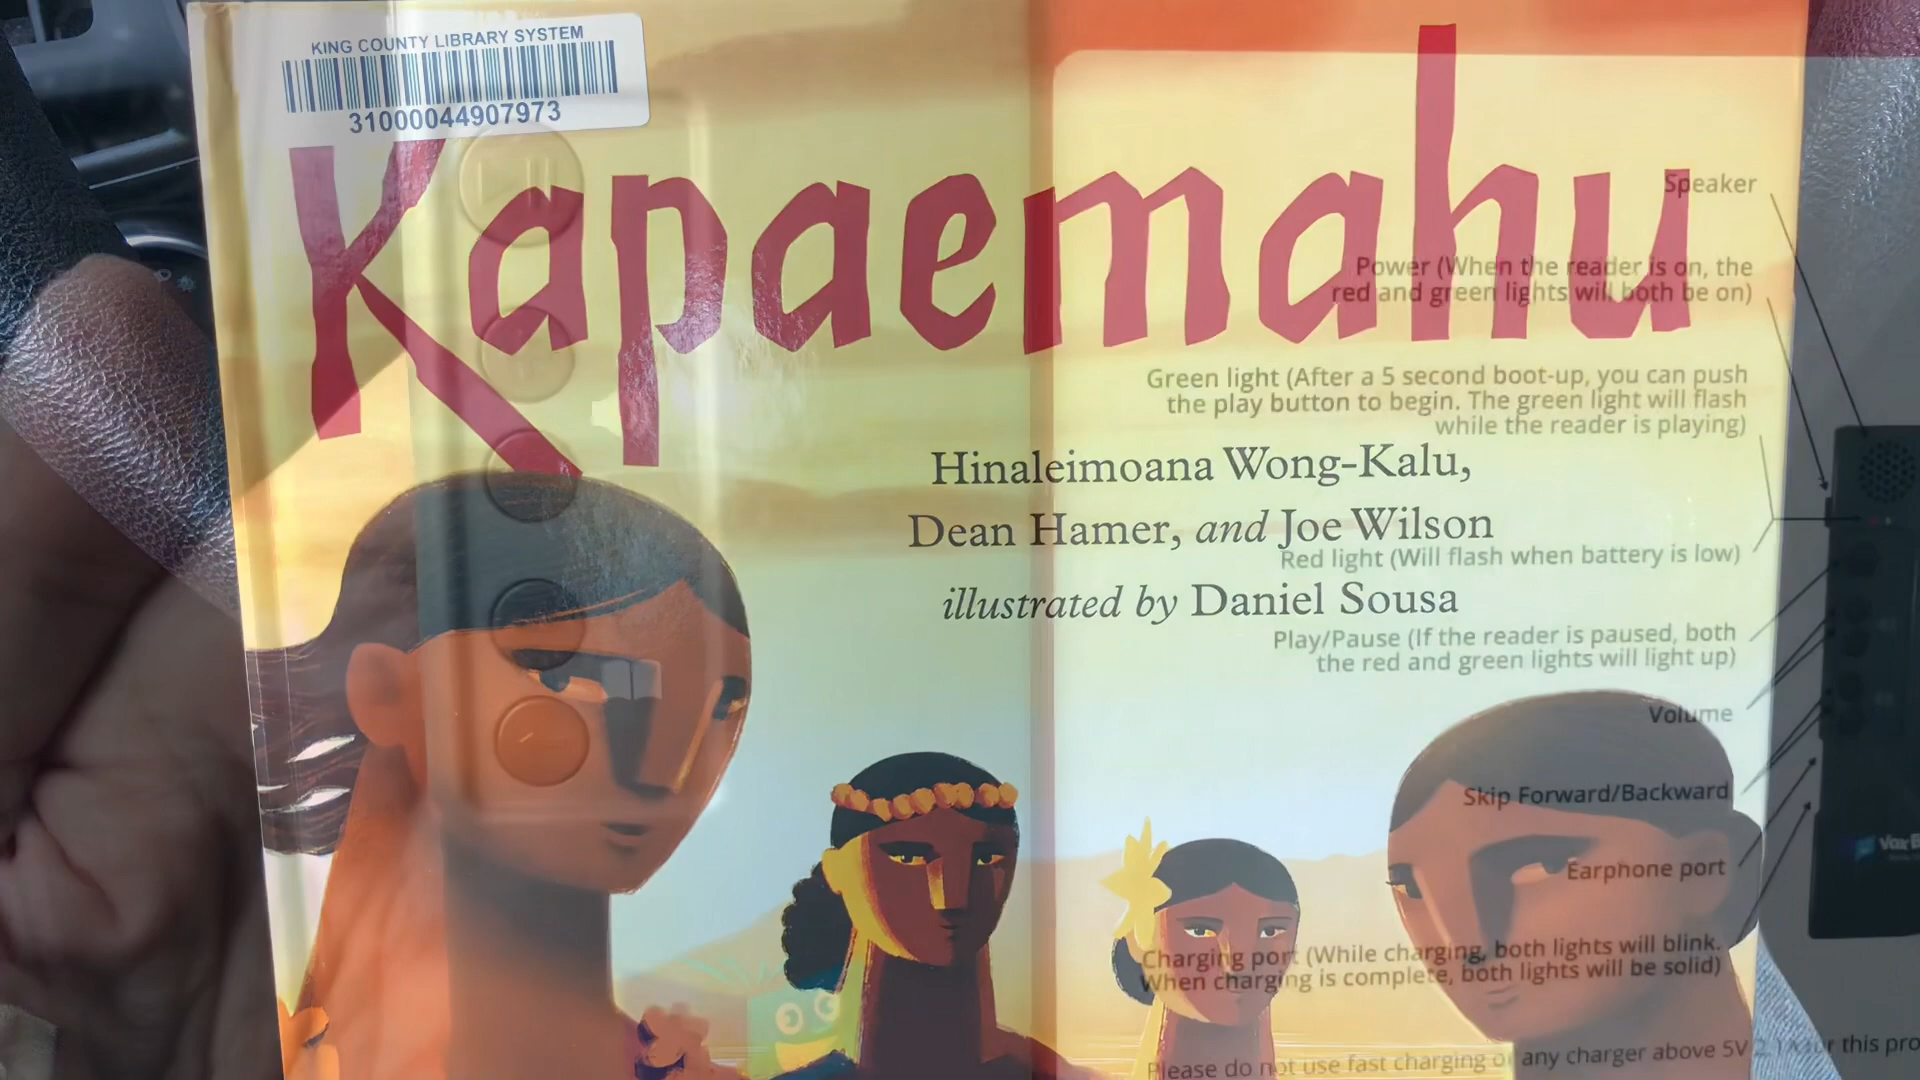 KING COUNTY LIBRARY SYSTEM
31000044907973
Kapaemahu
Speaker
Power (When the reader is on, the
red and green lights will both be on)
Green light (After a 5 second boot-up, you can push
the play button to begin. The green light will flash
while the reader is playing)
Hinaleimoana Wong-Kalu,
Dean Hamer, and Joe Wilson
Red light (Will flash when battery is low)
illustrated by Daniel Sousa
Play/Pause (If the reader is paused, both
the red and green lights will light up)
Volume
Skip Forward/Backward
Earphone port
Charging port (While charging, both lights will blink.
When charging is complete, both lights will be solid)
Please do not use fast charging or any charger above 5V this